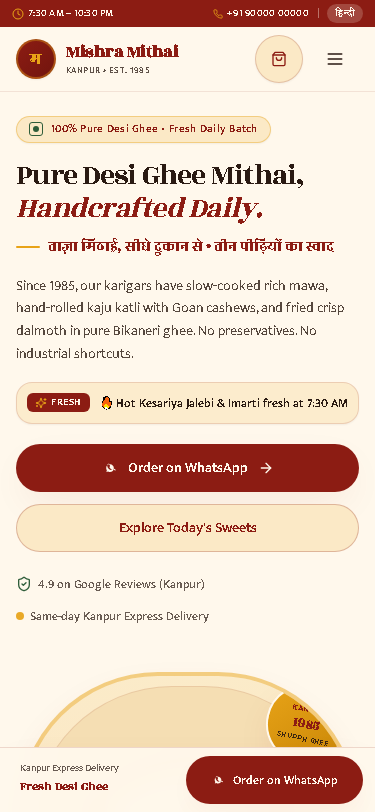 7:30 AM – 10:30 PM
+91 90000 00000 | हिन्दी
म
Mishra Mithai
KANPUR • EST. 1985
100% Pure Desi Ghee • Fresh Daily Batch
Pure Desi Ghee Mithai,
Handcrafted Daily.
ताज़ा मिठाई, सीधे दुकान से • तीन पीढ़ियों का स्वाद
Since 1985, our karigars have slow-cooked rich mawa,
hand-rolled kaju katli with Goan cashews, and fried crisp
dalmoth in pure Bikaneri ghee. No preservatives. No
industrial shortcuts.
FRESH
Hot Kesariya Jalebi & Imarti fresh at 7:30 AM
Order on WhatsApp →
Explore Today's Sweets
4.9 on Google Reviews (Kanpur)
Same-day Kanpur Express Delivery
1985
SHUDDH GHEE
Kanpur Express Delivery
Fresh Desi Ghee
Order on WhatsApp